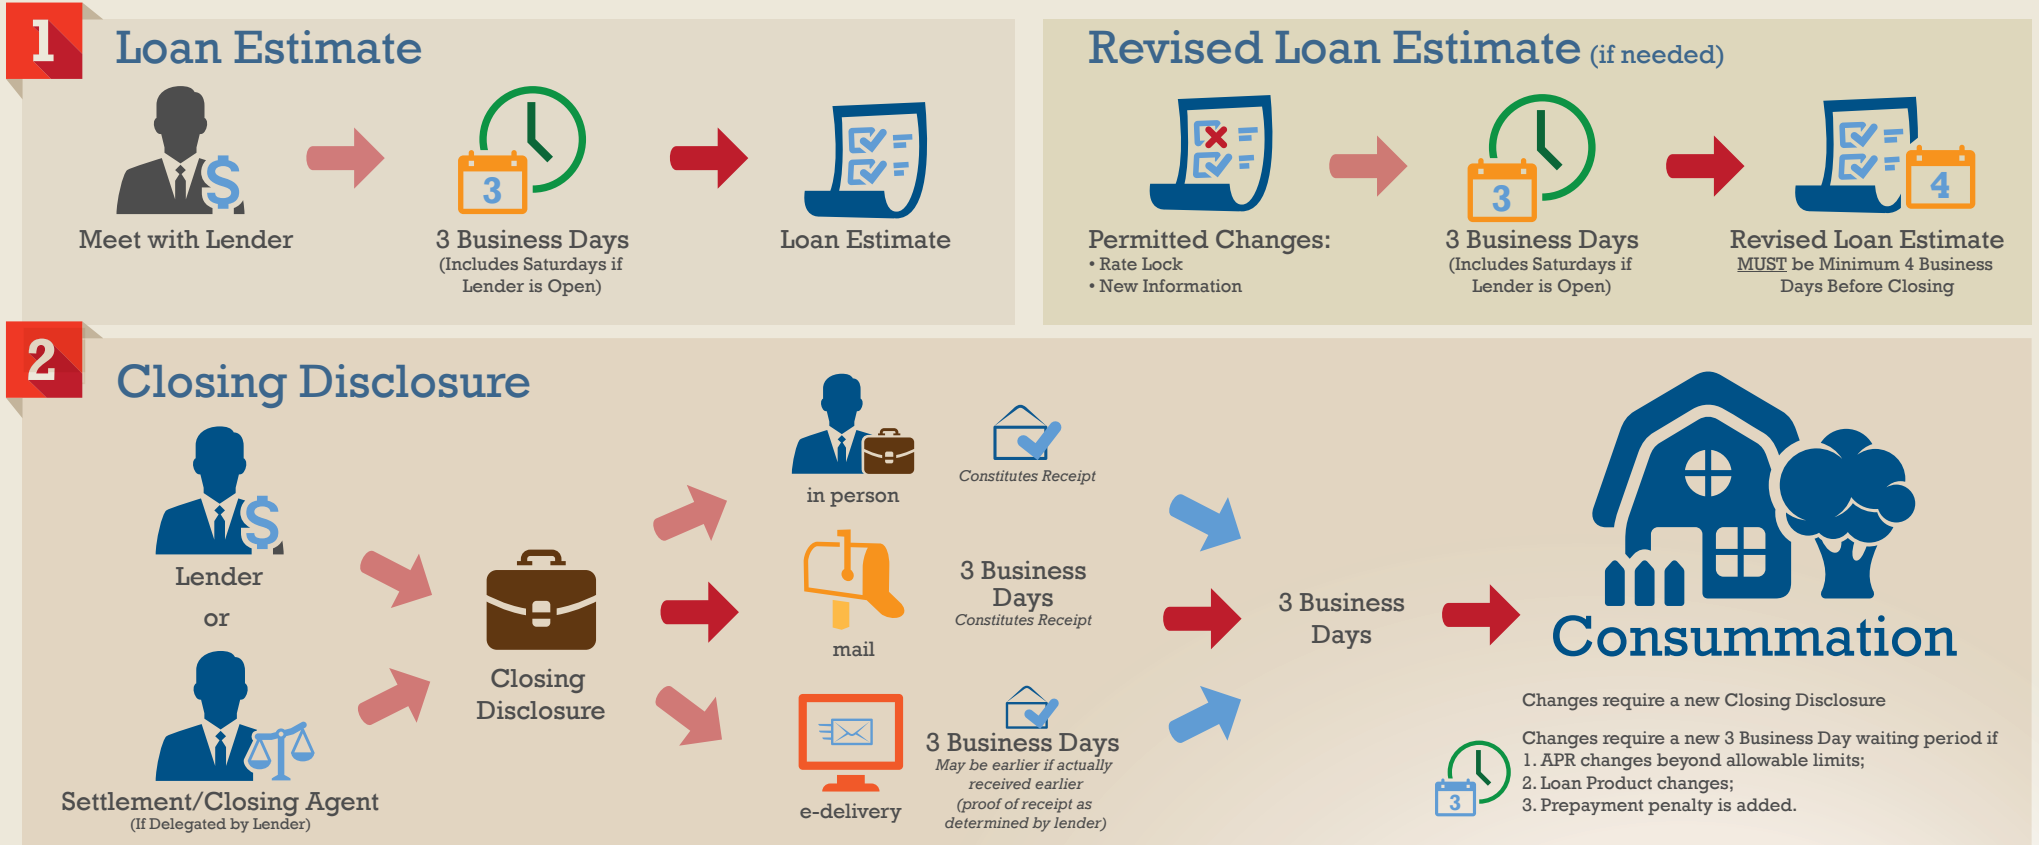 1
Loan Estimate
Meet with Lender
3
3 Business Days
(Includes Saturdays if
Lender is Open)
Loan Estimate
Revised Loan Estimate (if needed)
Permitted Changes:
• Rate Lock
• New Information
3
3 Business Days
(Includes Saturdays if
Lender is Open)
4
Revised Loan Estimate
MUST be Minimum 4 Business
Days Before Closing
2
Closing Disclosure
$
Lender
or
Settlement/Closing Agent
(If Delegated by Lender)
Closing
Disclosure
in person
Constitutes Receipt
mail
3 Business
Days
Constitutes Receipt
e-delivery
3 Business Days
May be earlier if actually
received earlier
(proof of receipt as
determined by lender)
3 Business
Days
Consummation
Changes require a new Closing Disclosure
3
Changes require a new 3 Business Day waiting period if
1. APR changes beyond allowable limits;
2. Loan Product changes;
3. Prepayment penalty is added.